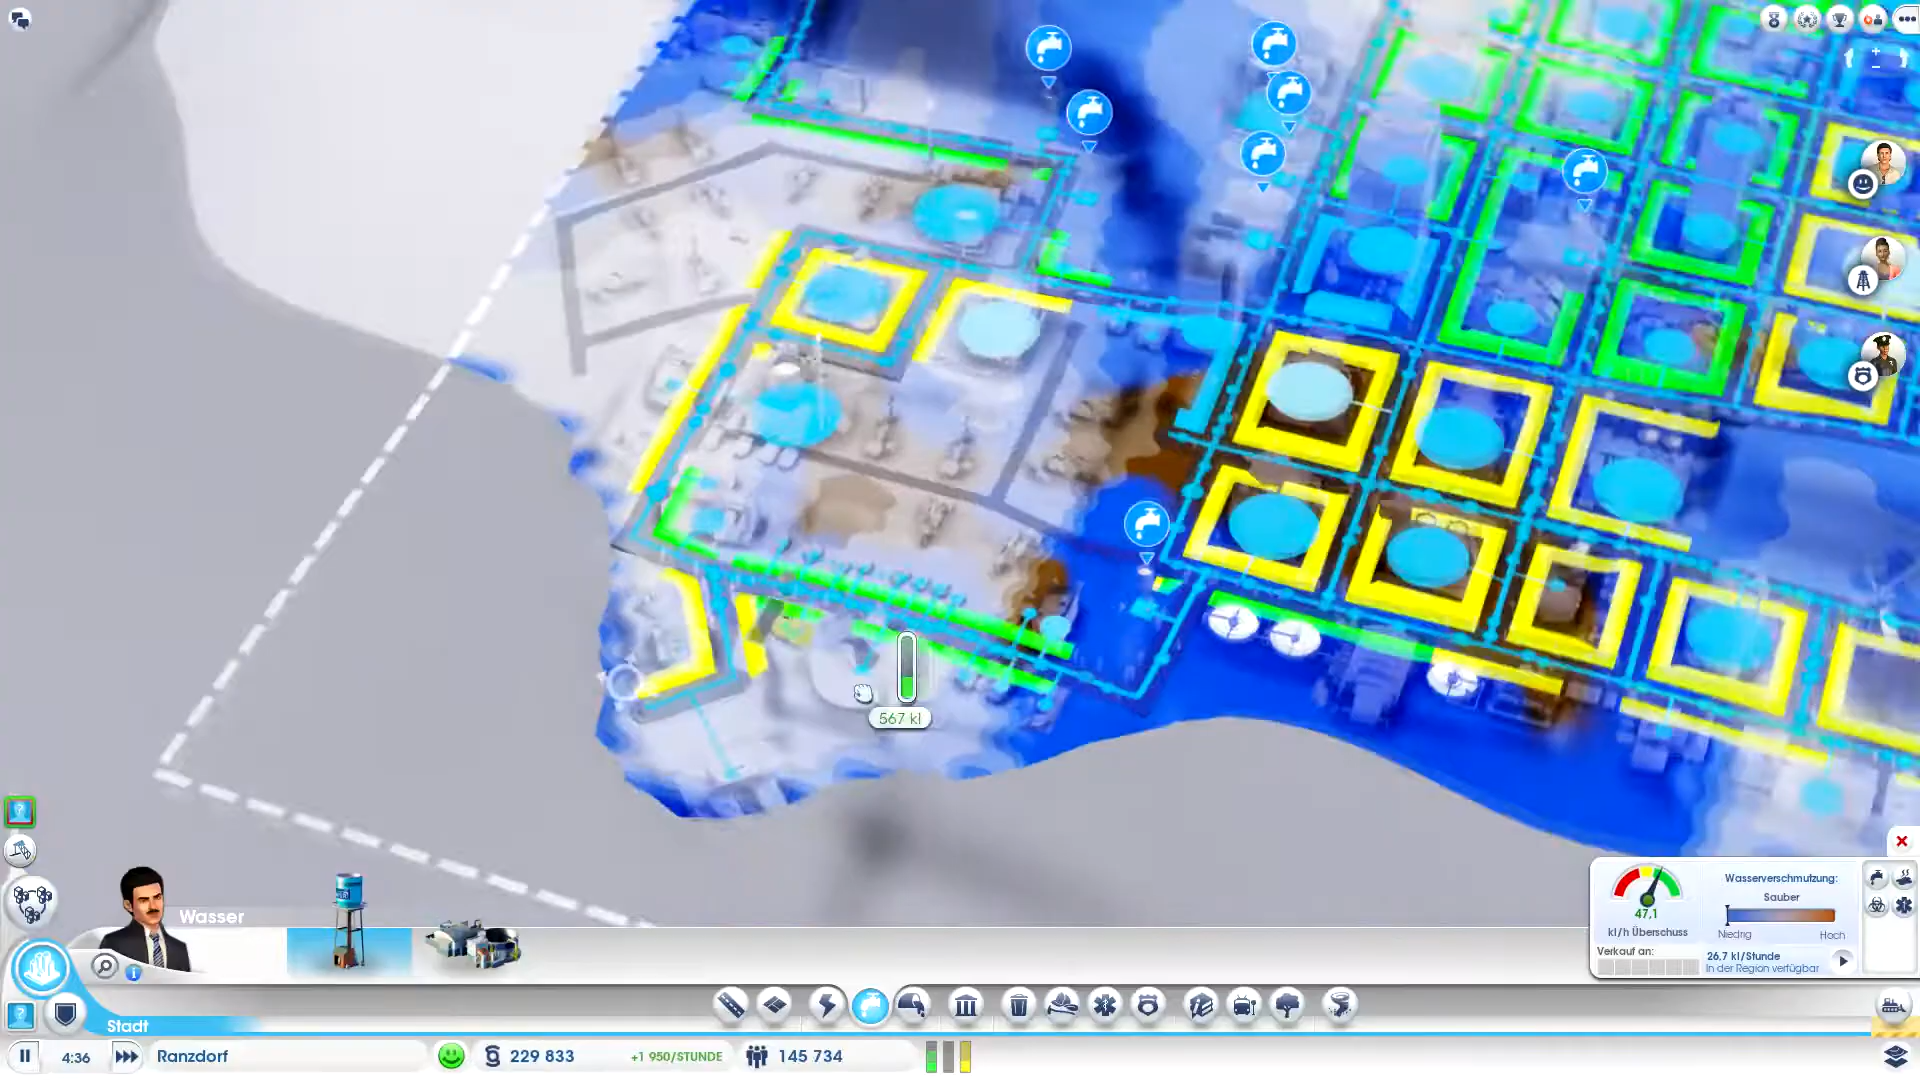 567 kl
Wasser
47,1
kl/h Überschuss
Wasserverschmutzung:
Sauber
Niedrig
Hoch
Verkauf an:
26,7 kl/Stunde
In der Region verfügbar
Stadt
4:36
Ranzdorf
229 833
+1 950/STUNDE
145 734